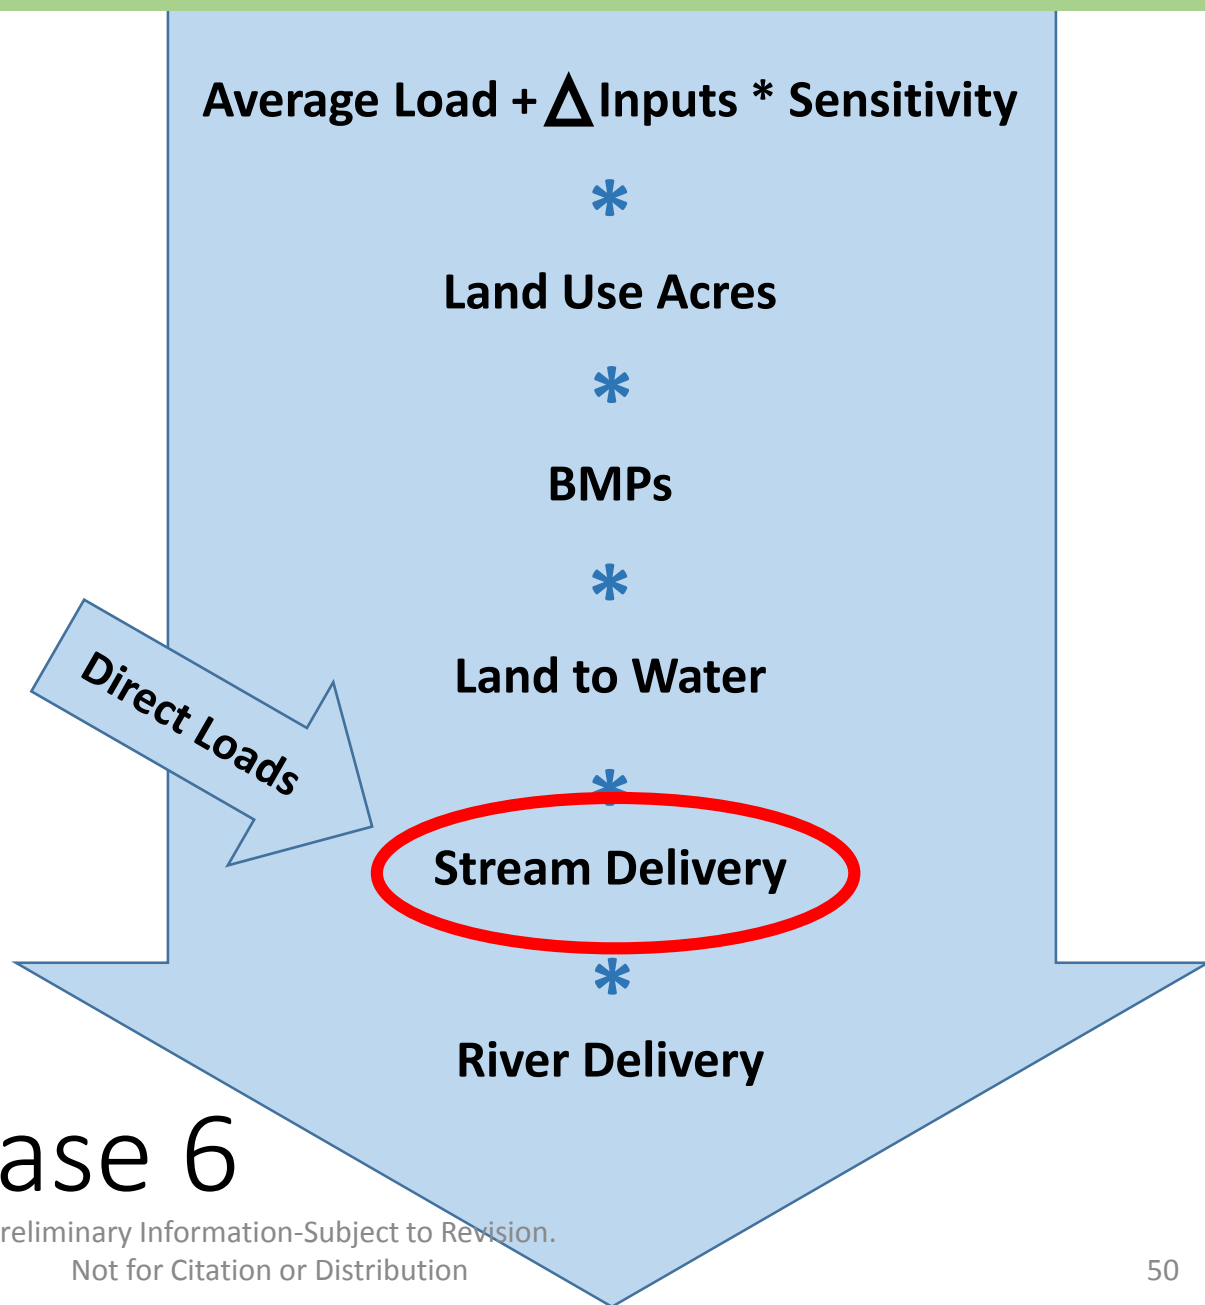 Average Load + Δ Inputs * Sensitivity
*
Land Use Acres
*
BMPs
*
Land to Water
*
Direct Loads
Stream Delivery
*
River Delivery
ase 6
reliminary Information-Subject to Revision.
Not for Citation or Distribution
50